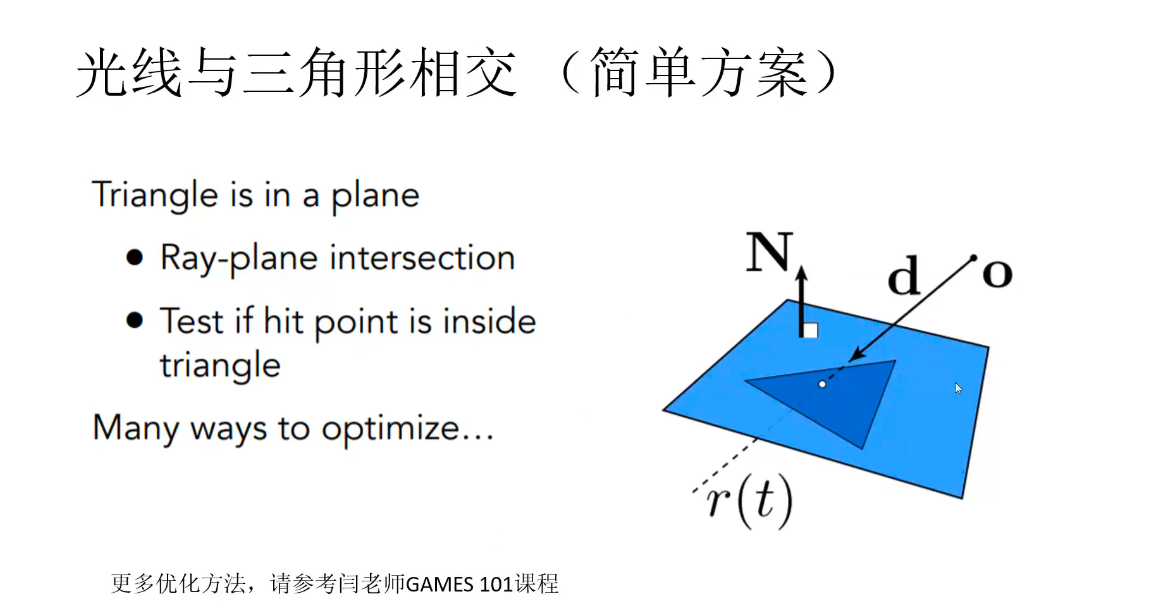 光线与三角形相交 （简单方案）
Triangle is in a plane
● Ray-plane intersection
● Test if hit point is inside
triangle
Many ways to optimize…
N
d
o
r(t)
更多优化方法，请参考闫老师GAMES 101课程